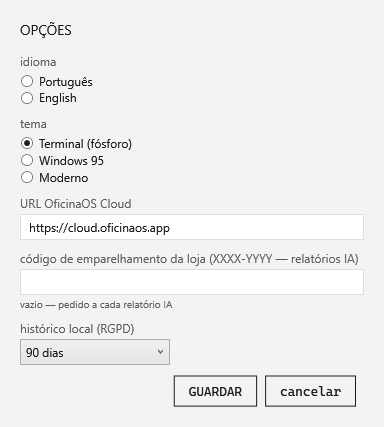 OPÇÕES
idioma
Português
English
tema
Terminal (fósforo)
Windows 95
Moderno
URL OficinaOS Cloud
https://cloud.oficinaos.app
código de emparelhamento da loja (XXXX-YYYY — relatórios IA)
vazio — pedido a cada relatório IA
histórico local (RGPD)
90 dias
GUARDAR cancelar